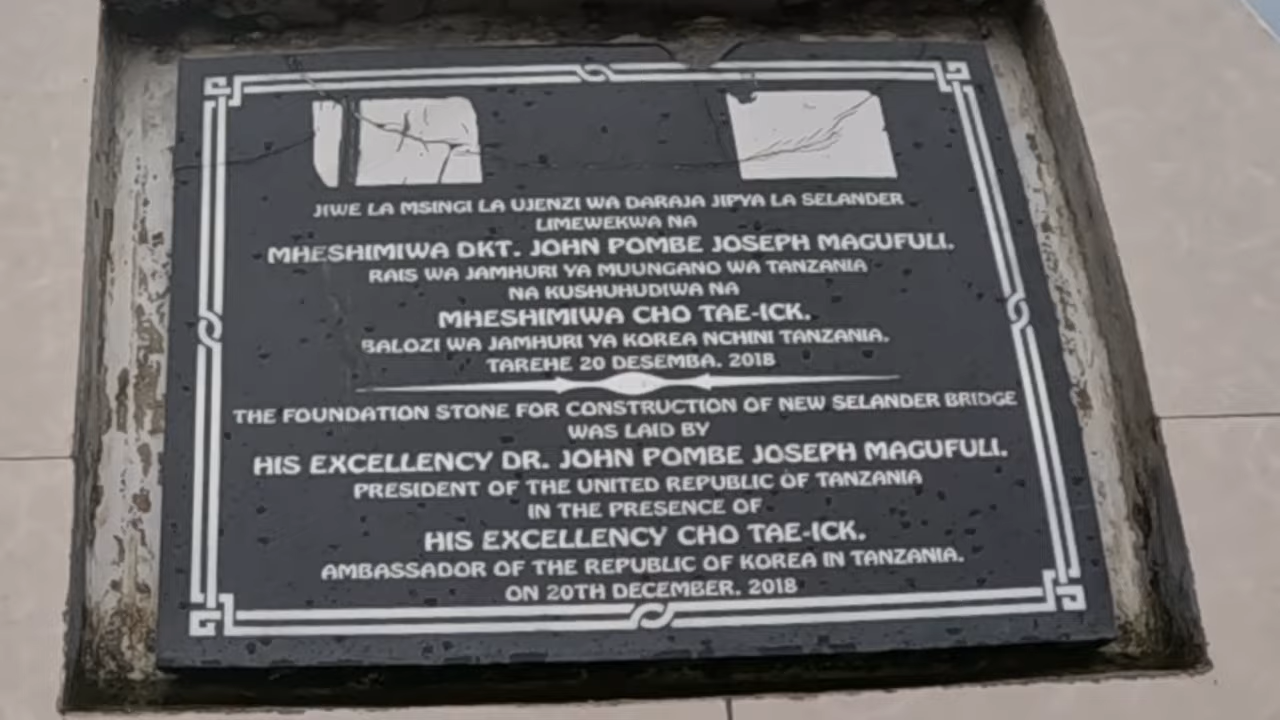 JIWE LA MSINGI LA UJENZI WA DARAJA JIPYA LA SELANDER
LIMEWEKWA NA
MHESHIMIWA DKT. JOHN POMBE JOSEPH MAGUFULI.
RAIS WA JAMHURI YA MUUNGANO WA TANZANIA
NA KUSHUHUDIWA NA
MHESHIMIWA CHO TAE-ICK.
BALOZI WA JAMHURI YA KOREA NCHINI TANZANIA.
TAREHE 20 DESEMBA. 2018
THE FOUNDATION STONE FOR CONSTRUCTION OF NEW SELANDER BRIDGE
WAS LAID BY
HIS EXCELLENCY DR. JOHN POMBE JOSEPH MAGUFULI.
PRESIDENT OF THE UNITED REPUBLIC OF TANZANIA
IN THE PRESENCE OF
HIS EXCELLENCY CHO TAE-ICK.
AMBASSADOR OF THE REPUBLIC OF KOREA IN TANZANIA.
ON 20TH DECEMBER. 2018